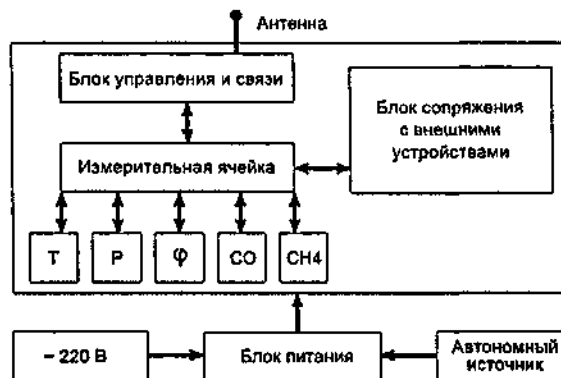 Антенна
Блок управления и связи
Блок сопряжения
с внешними
устройствами
Измерительная ячейка
T
P
φ
CO
CH4
~ 220 В
Блок питания
Автономный
источник